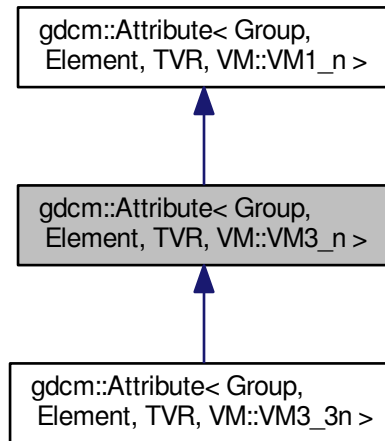 gdcm::Attribute< Group,
Element, TVR, VM::VM1_n >
gdcm::Attribute< Group,
Element, TVR, VM::VM3_n >
gdcm::Attribute< Group,
Element, TVR, VM::VM3_3n >